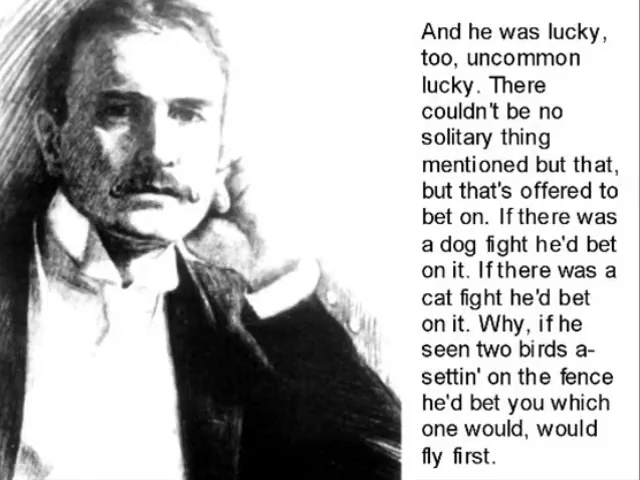 And he was lucky,
too, uncommon
lucky. There
couldn't be no
solitary thing
mentioned but that,
but that's offered to
bet on. If there was
a dog fight he'd bet
on it. If there was a
cat fight he'd bet
on it. Why, if he
seen two birds a-
settin' on the fence
he'd bet you which
one would, would
fly first.